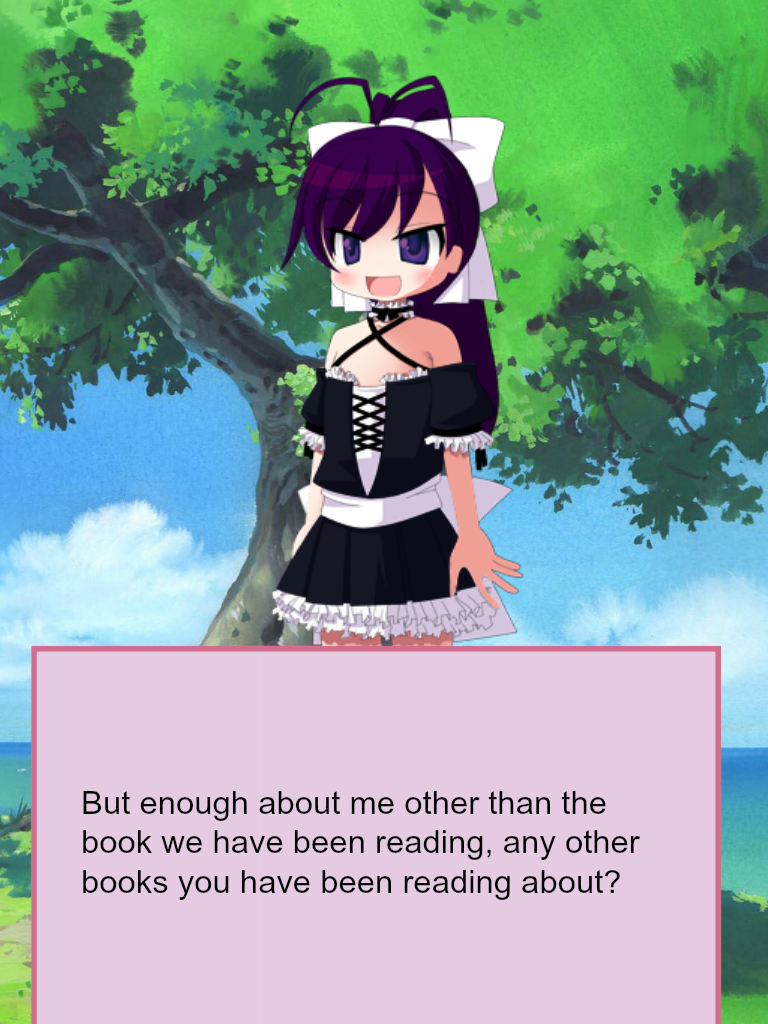 But enough about me other than the
book we have been reading, any other
books you have been reading about?